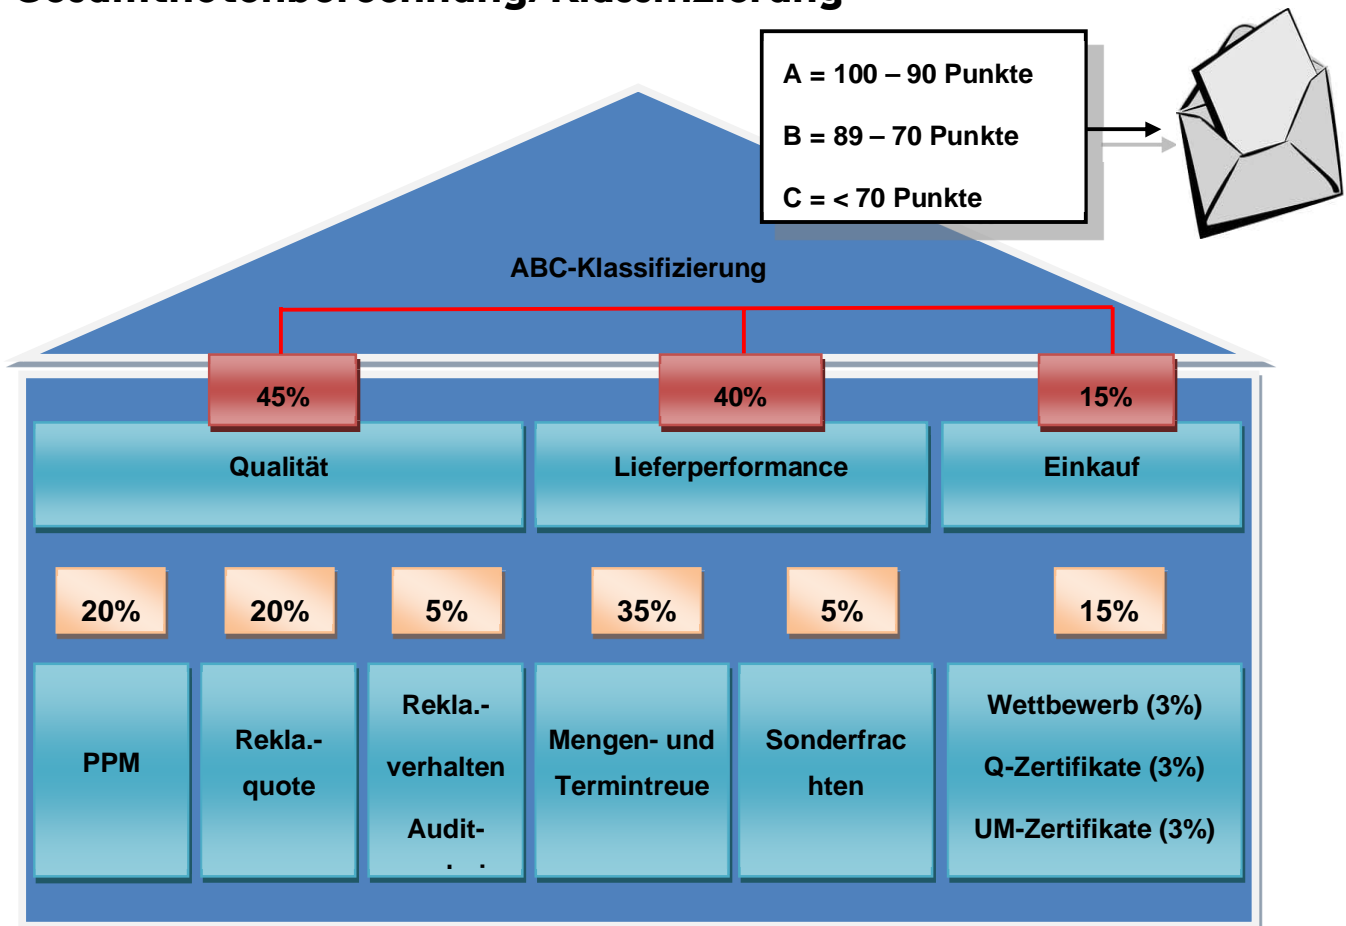 Gesamtnotenberechnung/Klassifizierung
A = 100 – 90 Punkte
B = 89 – 70 Punkte
C = < 70 Punkte
ABC-Klassifizierung
45%
40%
15%
Qualität
Lieferperformance
Einkauf
20%
20%
5%
35%
5%
15%
PPM
Rekla.-
quote
Rekla.-
verhalten
Audit-
Mengen- und
Termintreue
Sonderfrac
hten
Wettbewerb (3%)
Q-Zertifikate (3%)
UM-Zertifikate (3%)